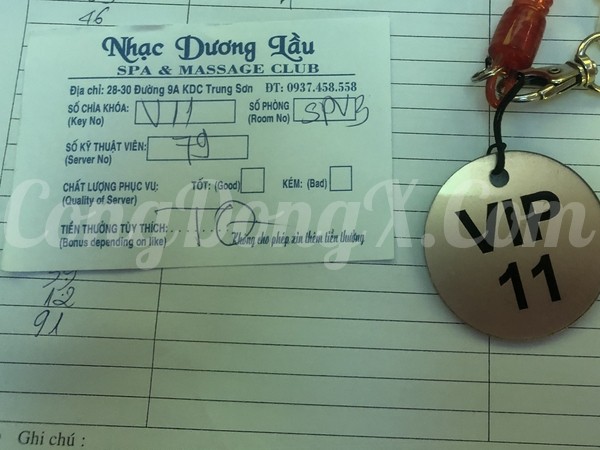 46
Nhạc Dương Lầu
SPA & MASSAGE CLUB
Địa chỉ: 28-30 Đường 9A KDC Trung Sơn ĐT: 0937.458.558
SỐ CHÌA KHÓA: V11 SỐ PHÒNG SPVB
(Key No) (Room No)
SỐ KỸ THUẬT VIÊN: 79
(Server No)
CHẤT LƯỢNG PHỤC VỤ: TỐT: (Good) KÉM: (Bad)
(Quality of Server)
TIỀN THƯỞNG TÙY THÍCH:
(Bonus depending on like) Không cho phép xin thêm tiền thưởng
VIP
11
CongDongX.Com
12
91
Ghi chú :